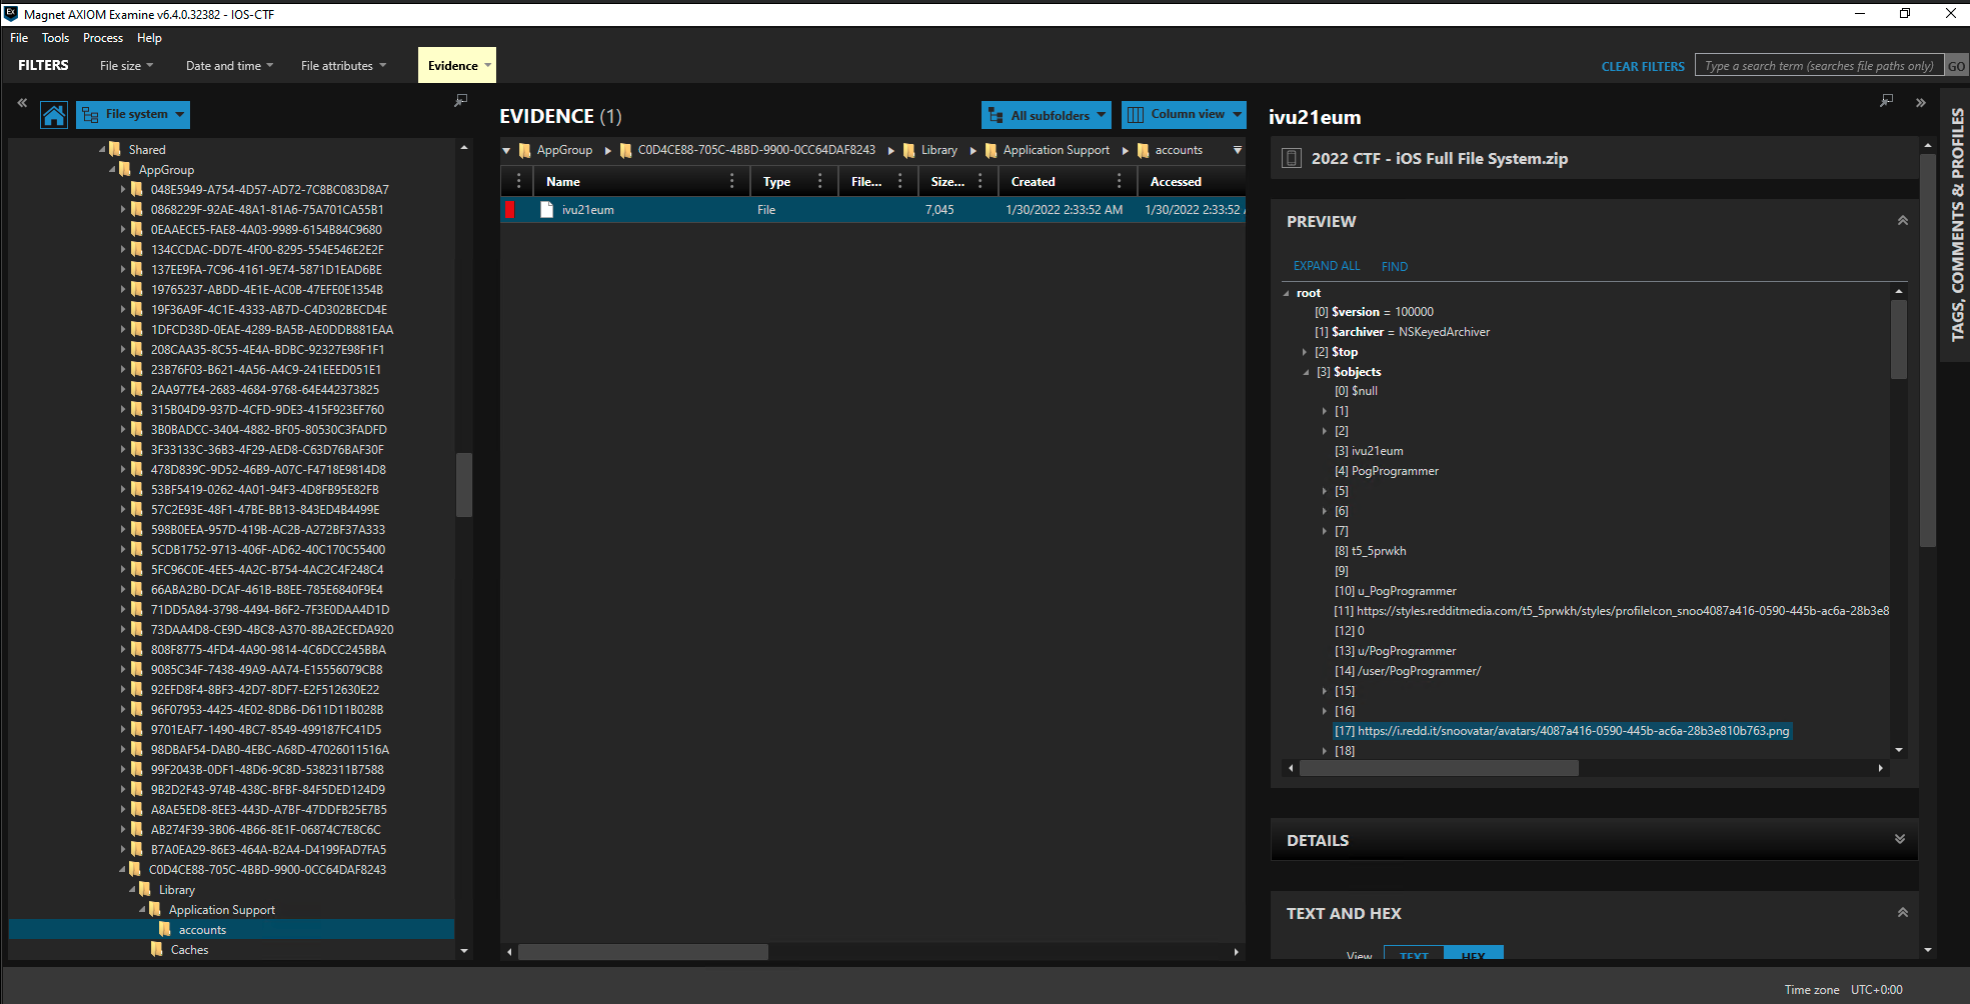 Magnet AXIOM Examine v6.4.0.32382 - IOS-CTF
File Tools Process Help
FILTERS File size Date and time File attributes Evidence CLEAR FILTERS Type a search term (searches file paths only) GO
File system
Shared
AppGroup
048E5949-A754-4D57-AD72-7C8BC083D8A7
0868229F-92AE-48A1-81A6-75A701CA55B1
0EAAECE5-FAE8-4A03-9989-6154B84C9680
134CCDAC-DD7E-4F00-8295-554E546E2E2F
137EE9FA-7C96-4161-9E74-5871D1EAD6BE
19765237-ABDD-4E1E-AC0B-47EFE0E1354B
19F36A9F-4C1E-4333-AB7D-C4D302BECD4E
1DFCD38D-0EAE-4289-BA5B-AE0DDB881EAA
208CAA35-8C55-4E4A-BDBC-92327E98F1F1
23B76F03-B621-4A56-A4C9-241EEED051E1
2AA977E4-2683-4684-9768-64E442373825
315B04D9-937D-4CFD-9DE3-415F923EF760
3B0BADCC-3404-4882-BF05-80530C3FADFD
3F33133C-36B3-4F29-AED8-C63D76BAF30F
478D839C-9D52-46B9-A07C-F4718E9814D8
53BF5419-0262-4A01-94F3-4D8FB95E82FB
57C2E93E-48F1-47BE-BB13-843ED4B4499E
598B0EEA-957D-419B-AC2B-A272BF37A333
5CDB1752-9713-406F-AD62-40C170C55400
5FC96C0E-4EE5-4A2C-B754-4AC2C4F248C4
66ABA2B0-DCAF-461B-B8EE-785E6840F9E4
71DD5A84-3798-4494-B6F2-7F3E0DAA4D1D
73DAA4D8-CE9D-4BC8-A370-8BA2ECEDA920
808F8775-4FD4-4A90-9814-4C6DCC245BBA
9085C34F-7438-49A9-AA74-E15556079CB8
92EFD8F4-8BF3-42D7-8DF7-E2F512630E22
96F07953-4425-4E02-8DB6-D611D11B028B
9701EAF7-1490-4BC7-8549-499187FC41D5
98DBAF54-DAB0-4EBC-A68D-47026011516A
99F2043B-0DF1-48D6-9C8D-5382311B7588
9B2D2F43-974B-438C-BFBF-84F5DED124D9
A8AE5ED8-8EE3-443D-A7BF-47DDFB25E7B5
AB274F39-3B06-4B66-8E1F-06874C7E8C6C
B7A0EA29-86E3-464A-B2A4-D4199FAD7FA5
C0D4CE88-705C-4BBD-9900-0CC64DAF8243
Library
Application Support
accounts
Caches
EVIDENCE (1) All subfolders Column view
AppGroup C0D4CE88-705C-4BBD-9900-0CC64DAF8243 Library Application Support accounts
Name Type File... Size... Created Accessed
ivu21eum File 7,045 1/30/2022 2:33:52 AM 1/30/2022 2:33:52
ivu21eum
2022 CTF - iOS Full File System.zip
PREVIEW
EXPAND ALL FIND
root
[0] $version = 100000
[1] $archiver = NSKeyedArchiver
[2] $top
[3] $objects
[0] $null
[1]
[2]
[3] ivu21eum
[4] PogProgrammer
[5]
[6]
[7]
[8] t5_5prwkh
[9]
[10] u_PogProgrammer
[11] https://styles.redditmedia.com/t5_5prwkh/styles/profileIcon_snoo4087a416-0590-445b-ac6a-28b3e8
[12] 0
[13] u/PogProgrammer
[14] /user/PogProgrammer/
[15]
[16]
[17] https://i.redd.it/snoovatar/avatars/4087a416-0590-445b-ac6a-28b3e810b763.png
[18]
DETAILS
TEXT AND HEX
View TEXT HEX
TAGS, COMMENTS & PROFILES
Time zone UTC+0:00